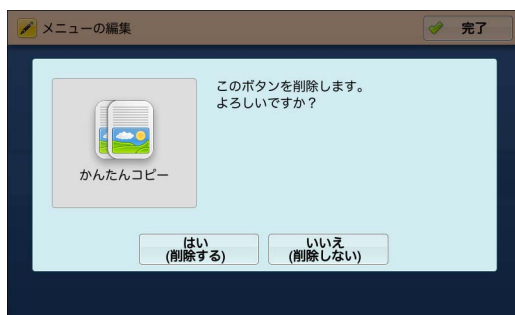 メニューの編集
完了
このボタンを削除します。
よろしいですか?
かんたんコピー
はい
(削除する)
いいえ
(削除しない)